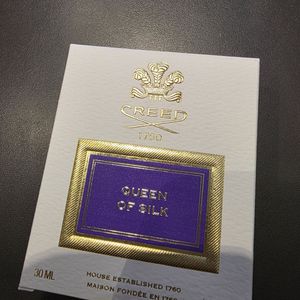 CREED
1760
QUEEN
OF SILK
30 ML
HOUSE ESTABLISHED 1760
MAISON FONDÉE EN 1760